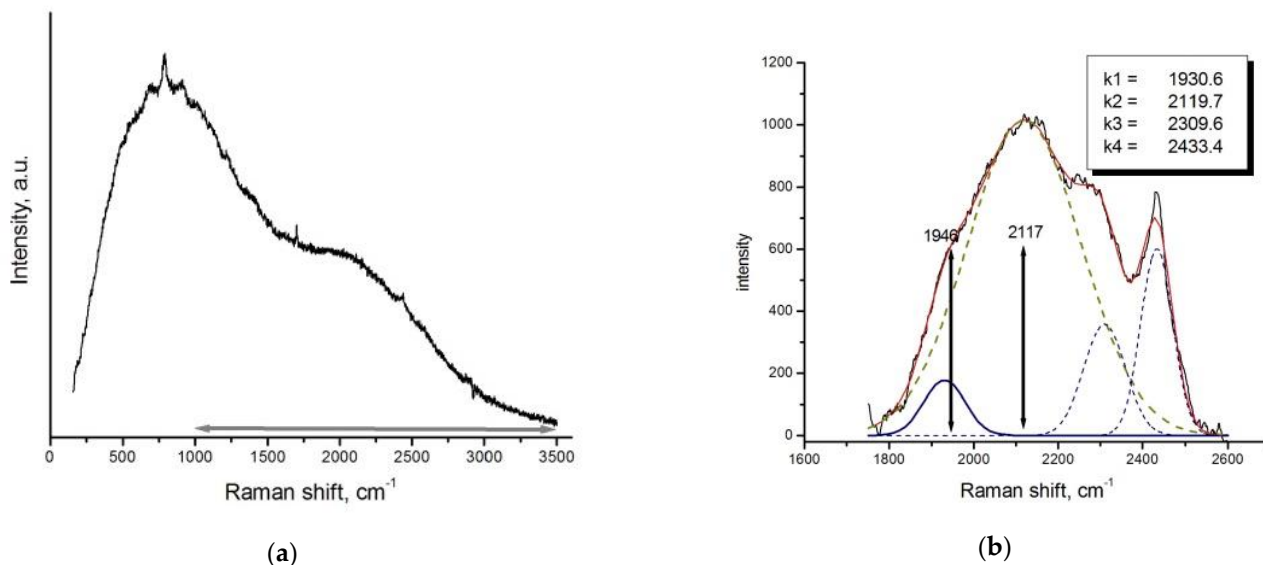 Intensity, a.u.
0 500 1000 1500 2000 2500 3000 3500
Raman shift, cm-1
(a)
1200
1000
800
600
400
200
0
intensity
k1 = 1930.6
k2 = 2119.7
k3 = 2309.6
k4 = 2433.4
1946 2117
1600 1800 2000 2200 2400 2600
Raman shift, cm-1
(b)